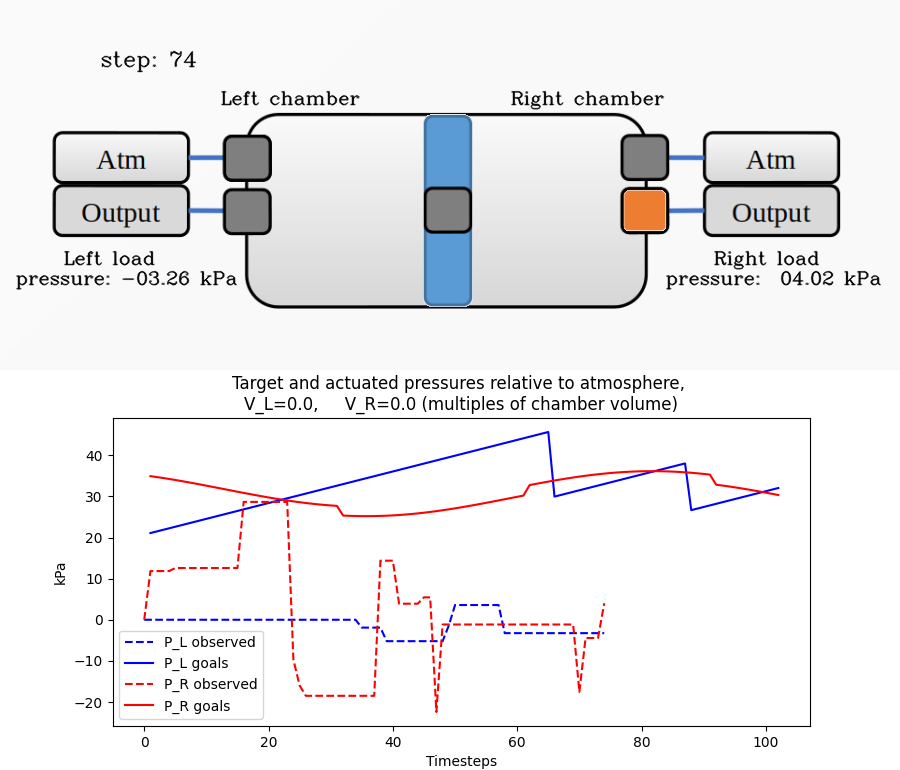 step: 74
Left chamber
Right chamber
Atm
Atm
Output
Output
Left load
pressure: -03.26 kPa
Right load
pressure: 04.02 kPa
Target and actuated pressures relative to atmosphere,
V_L=0.0, V_R=0.0 (multiples of chamber volume)
kPa
40
30
20
10
0
−10
−20
P_L observed
P_L goals
P_R observed
P_R goals
0 20 40 60 80 100
Timesteps